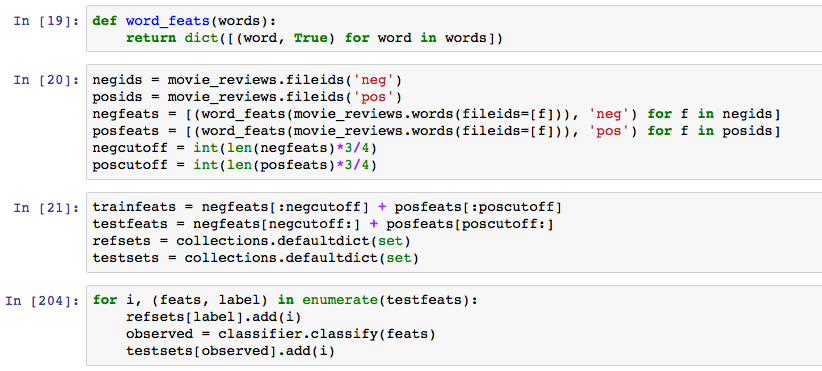 In [19]: def word_feats(words):
    return dict([(word, True) for word in words])
In [20]: negids = movie_reviews.fileids('neg')
posids = movie_reviews.fileids('pos')
negfeats = [(word_feats(movie_reviews.words(fileids=[f])), 'neg') for f in negids]
posfeats = [(word_feats(movie_reviews.words(fileids=[f])), 'pos') for f in posids]
negcutoff = int(len(negfeats)*3/4)
poscutoff = int(len(posfeats)*3/4)
In [21]: trainfeats = negfeats[:negcutoff] + posfeats[:poscutoff]
testfeats = negfeats[negcutoff:] + posfeats[poscutoff:]
refsets = collections.defaultdict(set)
testsets = collections.defaultdict(set)
In [204]: for i, (feats, label) in enumerate(testfeats):
    refsets[label].add(i)
    observed = classifier.classify(feats)
    testsets[observed].add(i)